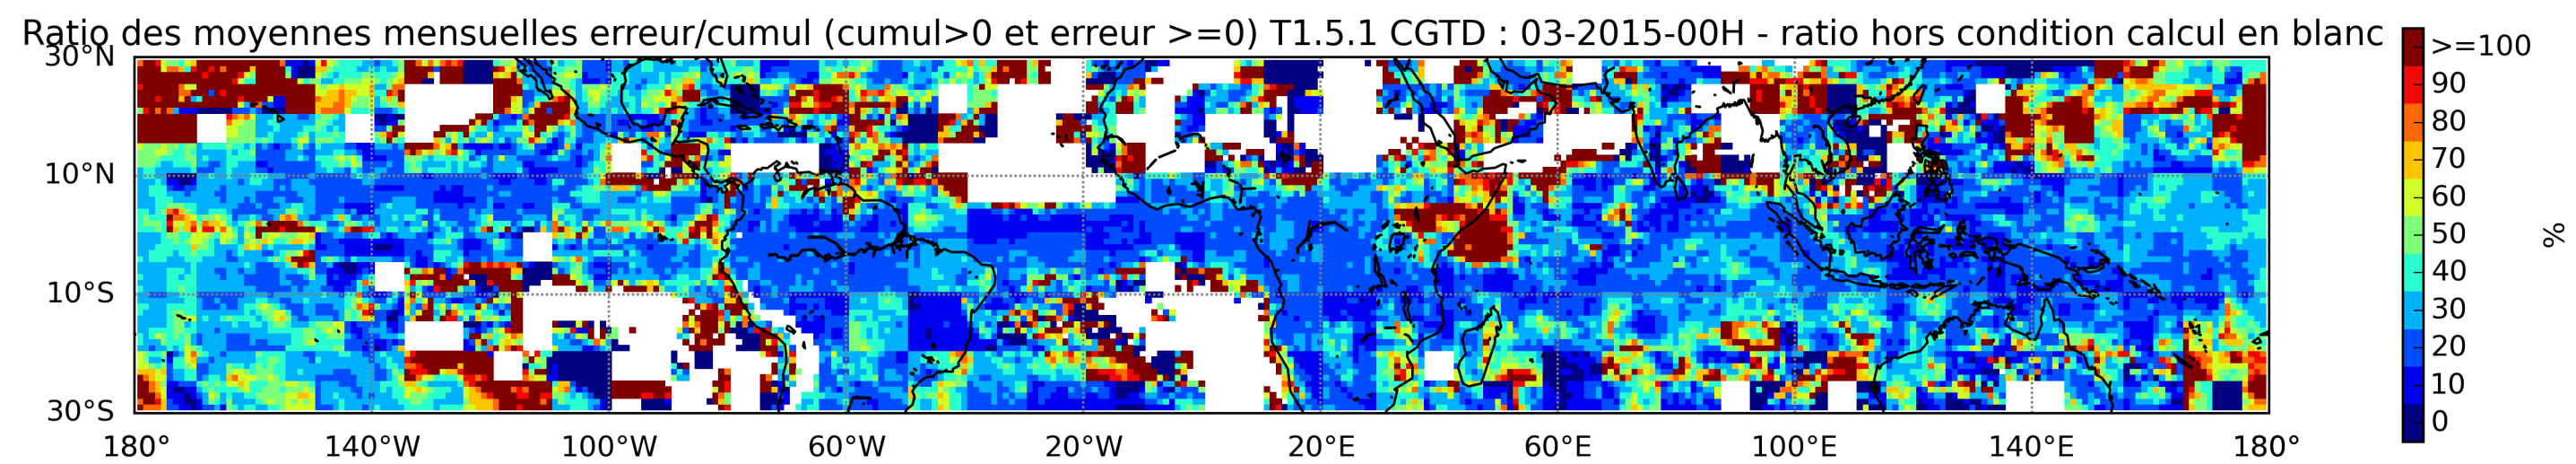 Ratio des moyennes mensuelles erreur/cumul (cumul>0 et erreur >=0) T1.5.1 CGTD : 03-2015-00H - ratio hors condition calcul en blanc
30°N
10°N
10°S
30°S
180°
140°W
100°W
60°W
20°W
20°E
60°E
100°E
140°E
180°
>=100
90
80
70
60
50
40
30
20
10
0
%